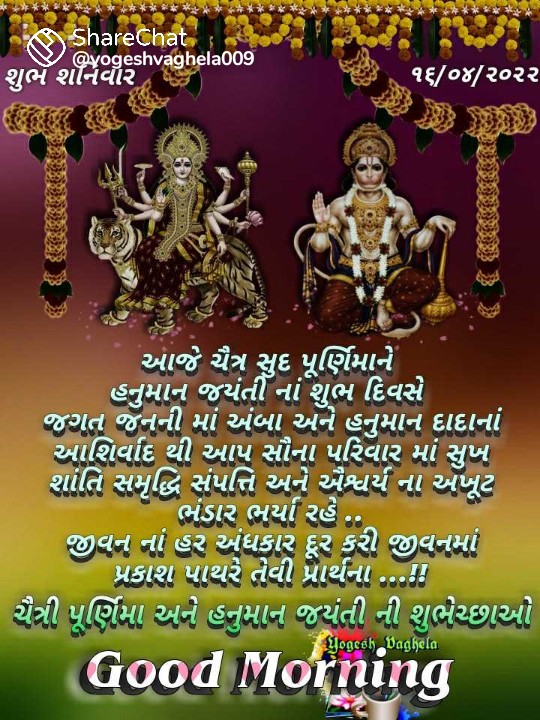 ShareChat
@yogeshvaghela009
શુભ શનિવાર
૧૬/૦૪/૨૦૨૨
આજે ચૈત્ર સુદ પૂર્ણિમાને
હનુમાન જયંતી નાં શુભ દિવસે
જગત જનની માં અંબા અને હનુમાન દાદાનાં
આશિર્વાદ થી આપ સૌના પરિવાર માં સુખ
શાંતિ સમૃદ્ધિ સંપત્તિ અને ઐશ્વર્ય ના અખૂટ
ભંડાર ભર્યા રહે ..
જીવન નાં હર અંધકાર દૂર કરી જીવનમાં
પ્રકાશ પાથરે તેવી પ્રાર્થના ...!!
ચૈત્રી પૂર્ણિમા અને હનુમાન જયંતી ની શુભેચ્છાઓ
Yogesh Vaghela
Good Morning